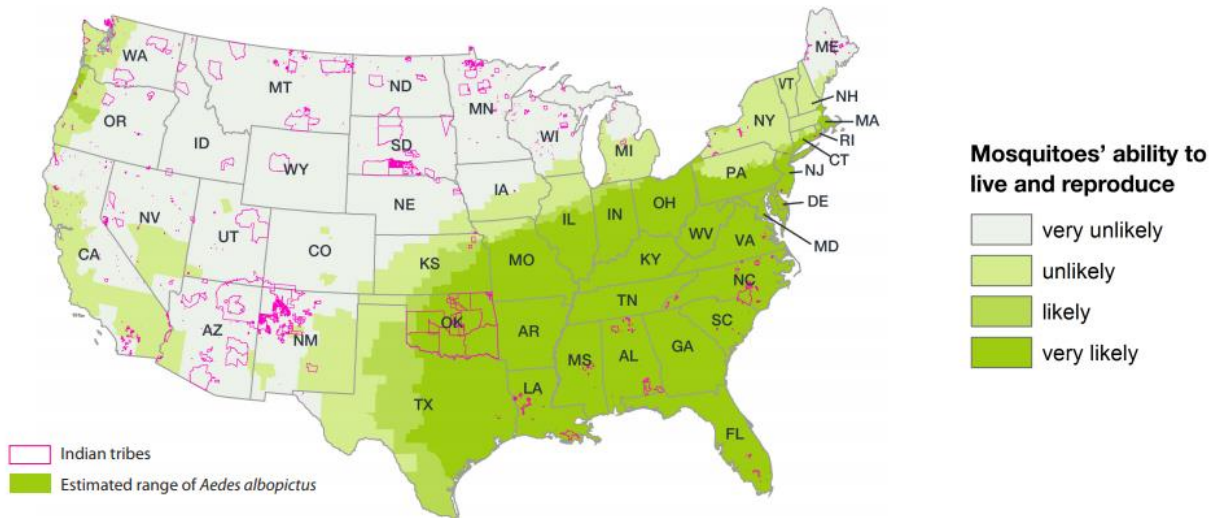 ME
WA
MT
ND
MN
VT
NH
OR
NY
MA
ID
SD
WI
RI
MI
CT
WY
PA
NJ
IA
NE
DE
IL
IN
OH
NV
UT
CO
WV
VA
MD
CA
KS
MO
KY
NC
TN
AZ
OK
AR
SC
NM
MS
AL
GA
TX
LA
FL
Indian tribes
Estimated range of Aedes albopictus
Mosquitoes' ability to
live and reproduce
very unlikely
unlikely
likely
very likely